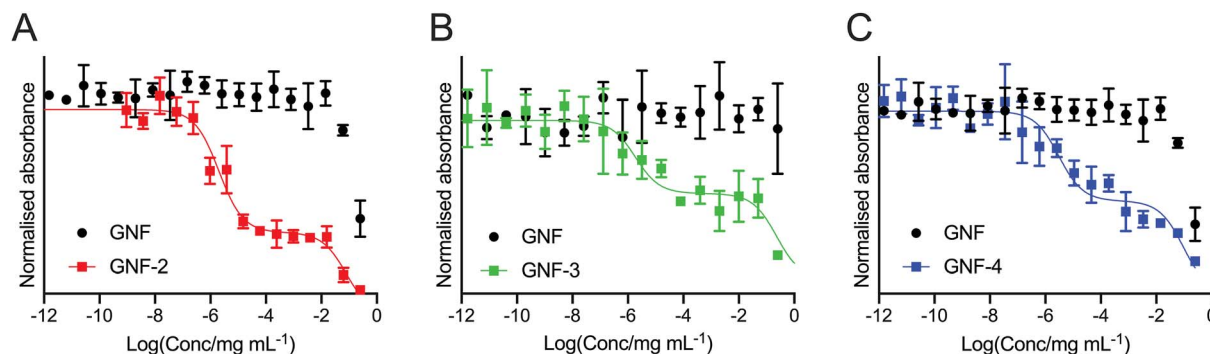 A
Normalised absorbance
GNF
GNF-2
-12 -10 -8 -6 -4 -2 0
Log(Conc/mg mL-1)
B
Normalised absorbance
GNF
GNF-3
-12 -10 -8 -6 -4 -2 0
Log(Conc/mg mL-1)
C
Normalised absorbance
GNF
GNF-4
-12 -10 -8 -6 -4 -2 0
Log(Conc/mg mL-1)